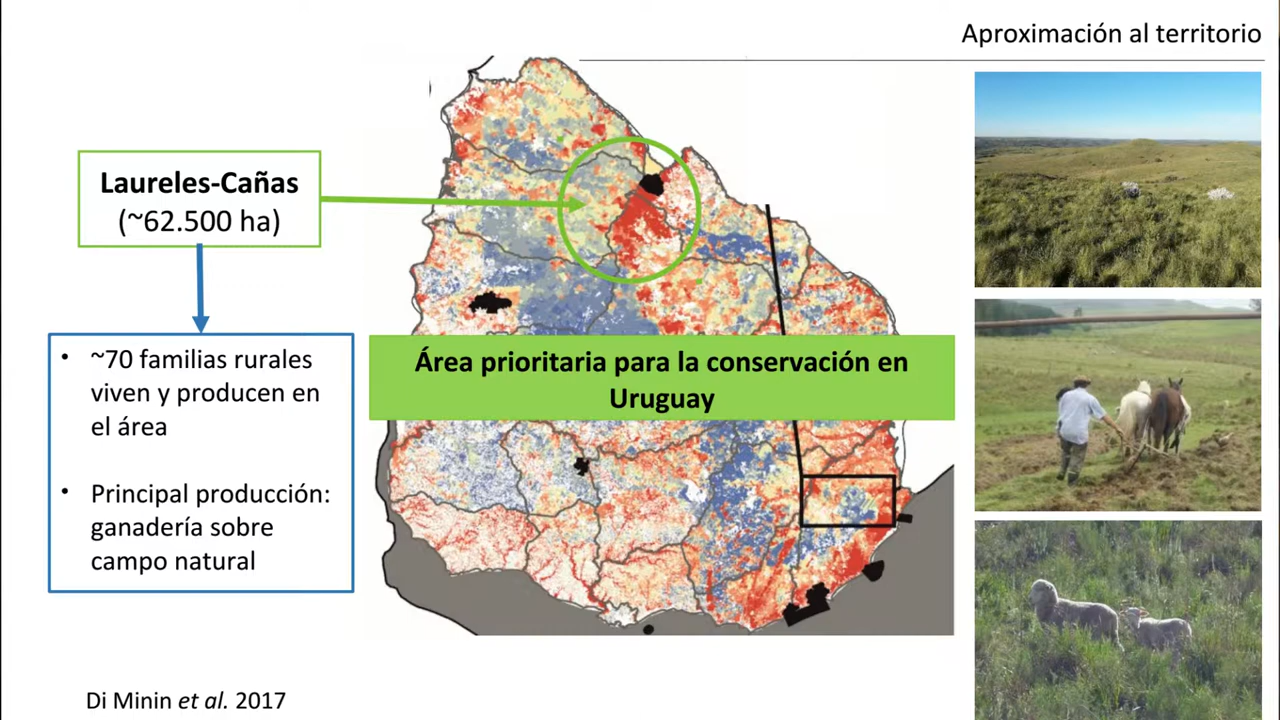 Aproximación al territorio
Laureles-Cañas
(~62.500 ha)
• ~70 familias rurales
viven y producen en
el área
• Principal producción:
ganadería sobre
campo natural
Área prioritaria para la conservación en
Uruguay
Di Minin et al. 2017